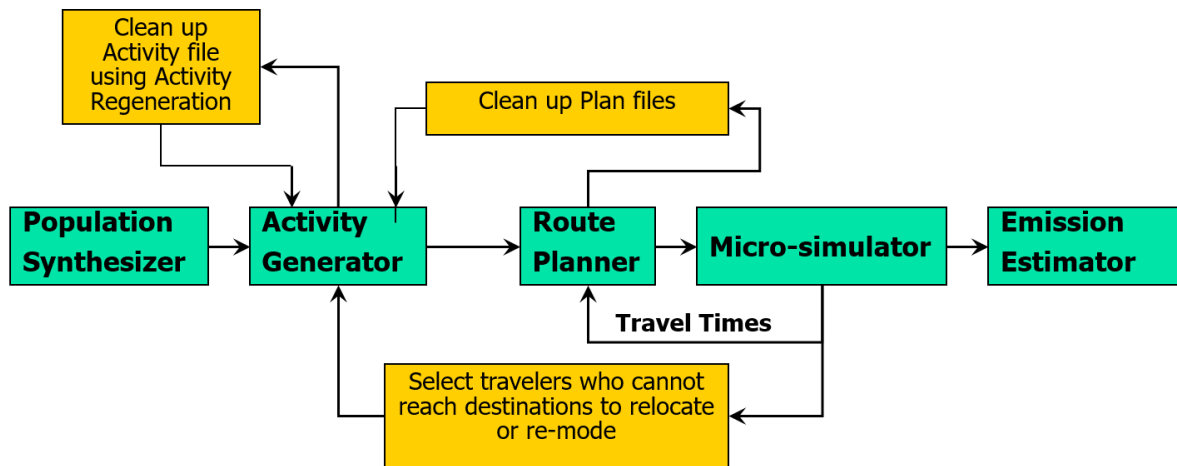 Clean up
Activity file
using Activity
Regeneration
Clean up Plan files
Population
Synthesizer
Activity
Generator
Route
Planner
Micro-simulator
Emission
Estimator
Travel Times
Select travelers who cannot
reach destinations to relocate
or re-mode